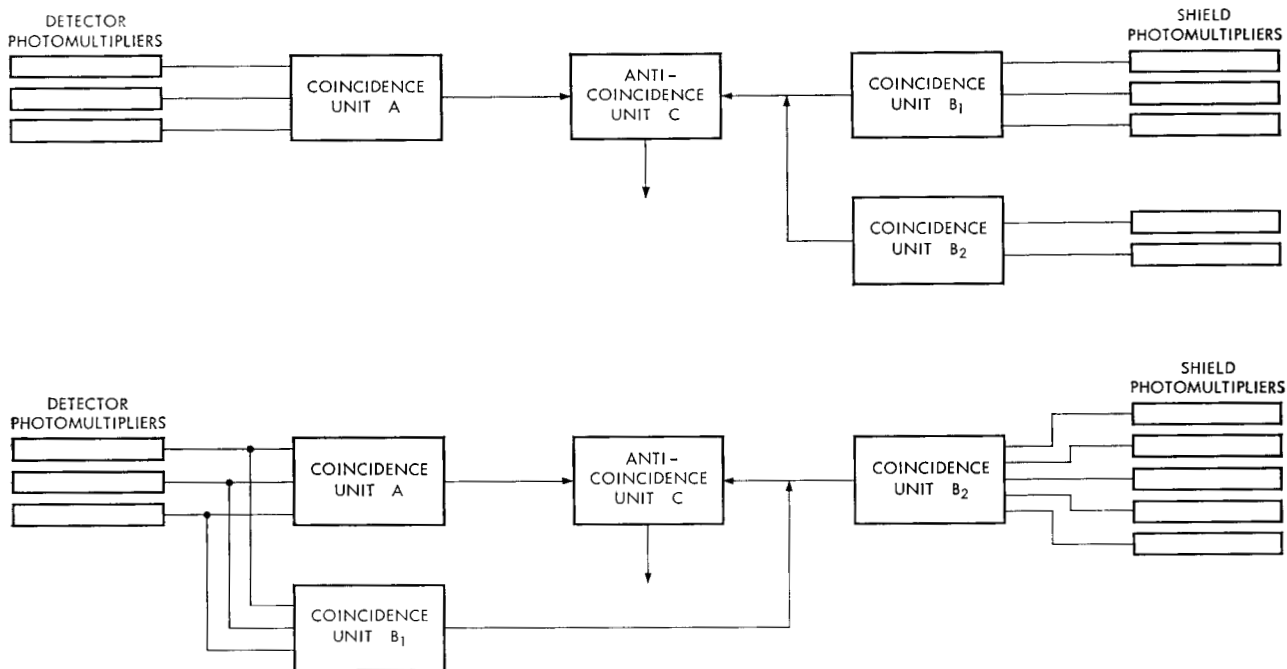 DETECTOR
PHOTOMULTIPLIERS
COINCIDENCE
UNIT A
ANTI-
COINCIDENCE
UNIT C
COINCIDENCE
UNIT B1
SHIELD
PHOTOMULTIPLIERS
COINCIDENCE
UNIT B2
DETECTOR
PHOTOMULTIPLIERS
COINCIDENCE
UNIT A
ANTI-
COINCIDENCE
UNIT C
COINCIDENCE
UNIT B2
SHIELD
PHOTOMULTIPLIERS
COINCIDENCE
UNIT B1